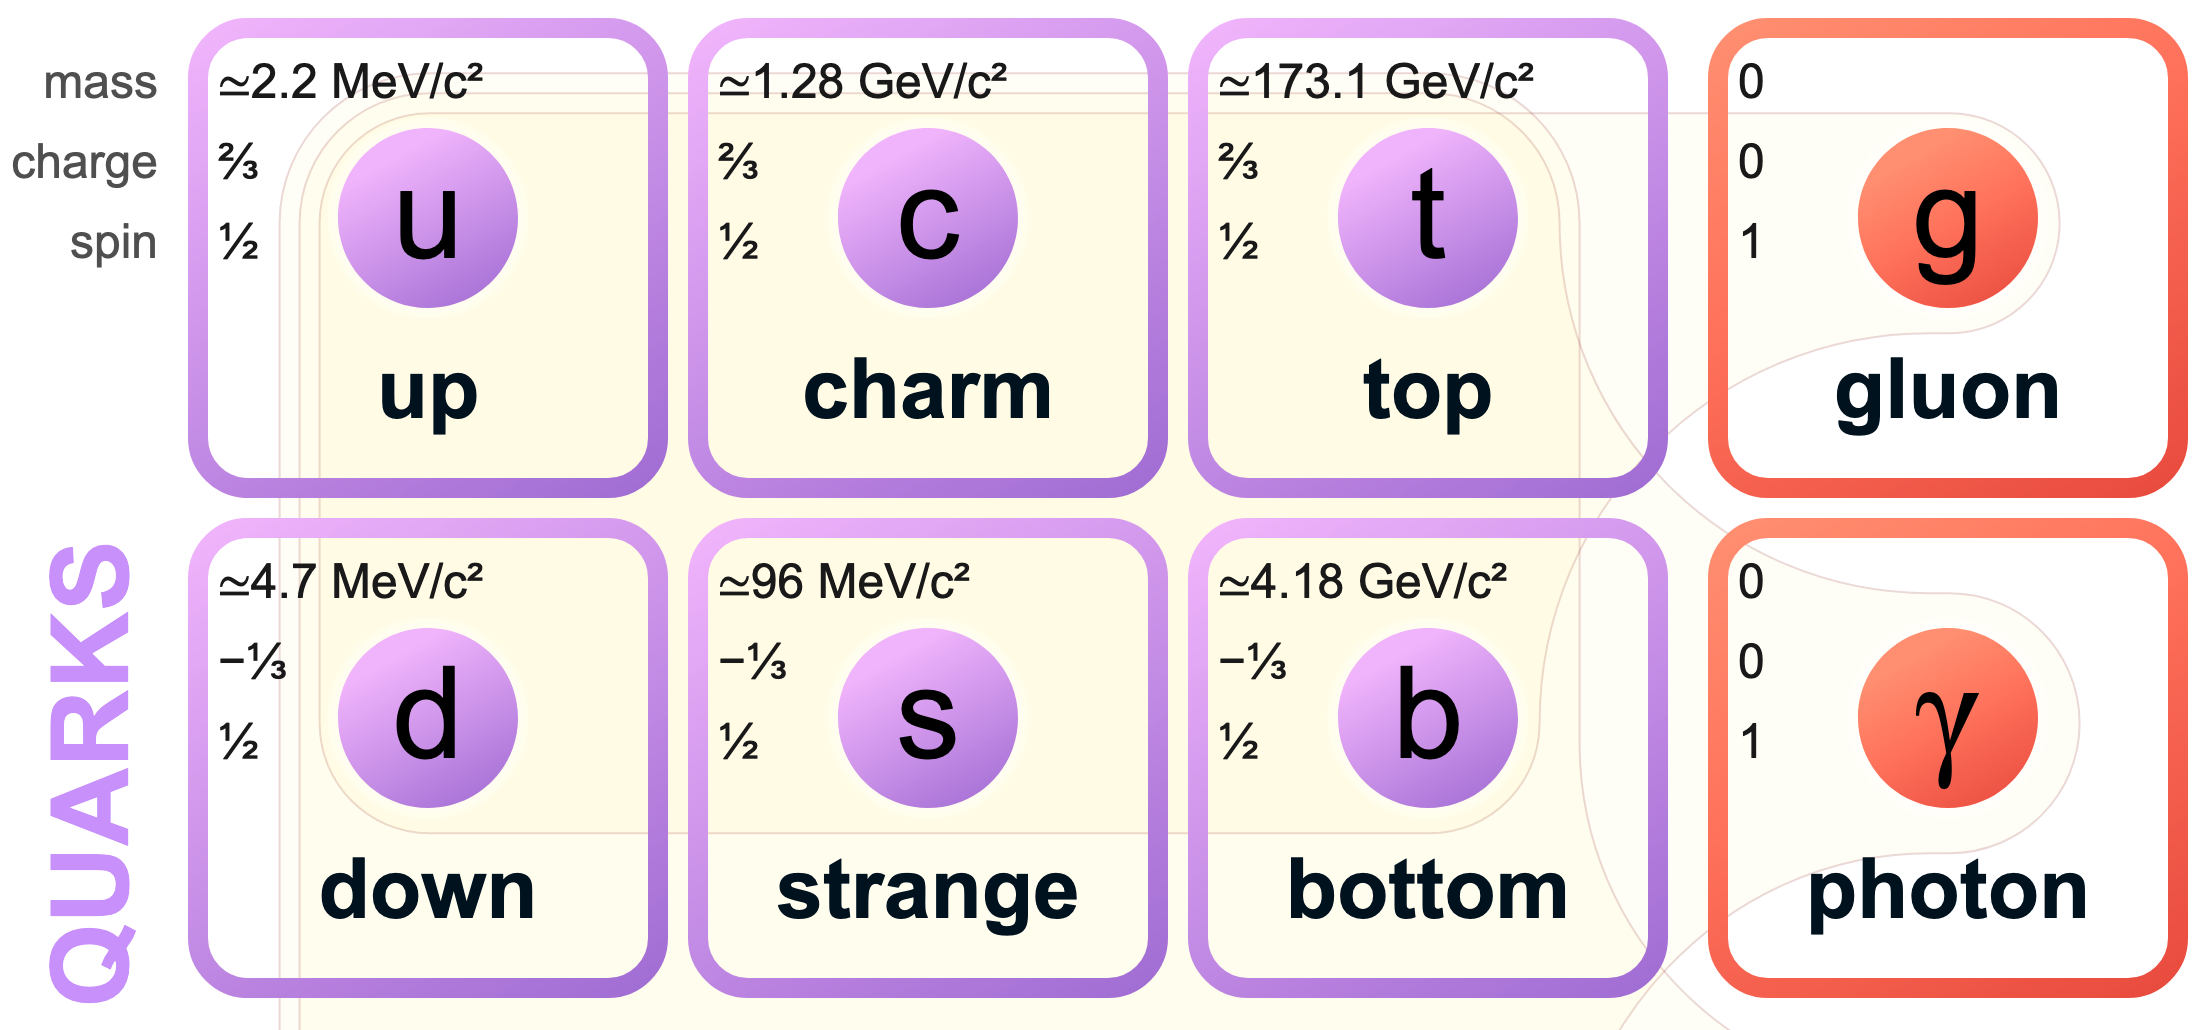 mass
charge
spin
≃2.2 MeV/c²
⅔
½
u
up
≃1.28 GeV/c²
⅔
½
c
charm
≃173.1 GeV/c²
⅔
½
t
top
0
0
1
g
gluon
QUARKS
≃4.7 MeV/c²
−⅓
½
d
down
≃96 MeV/c²
−⅓
½
s
strange
≃4.18 GeV/c²
−⅓
½
b
bottom
0
0
1
γ
photon